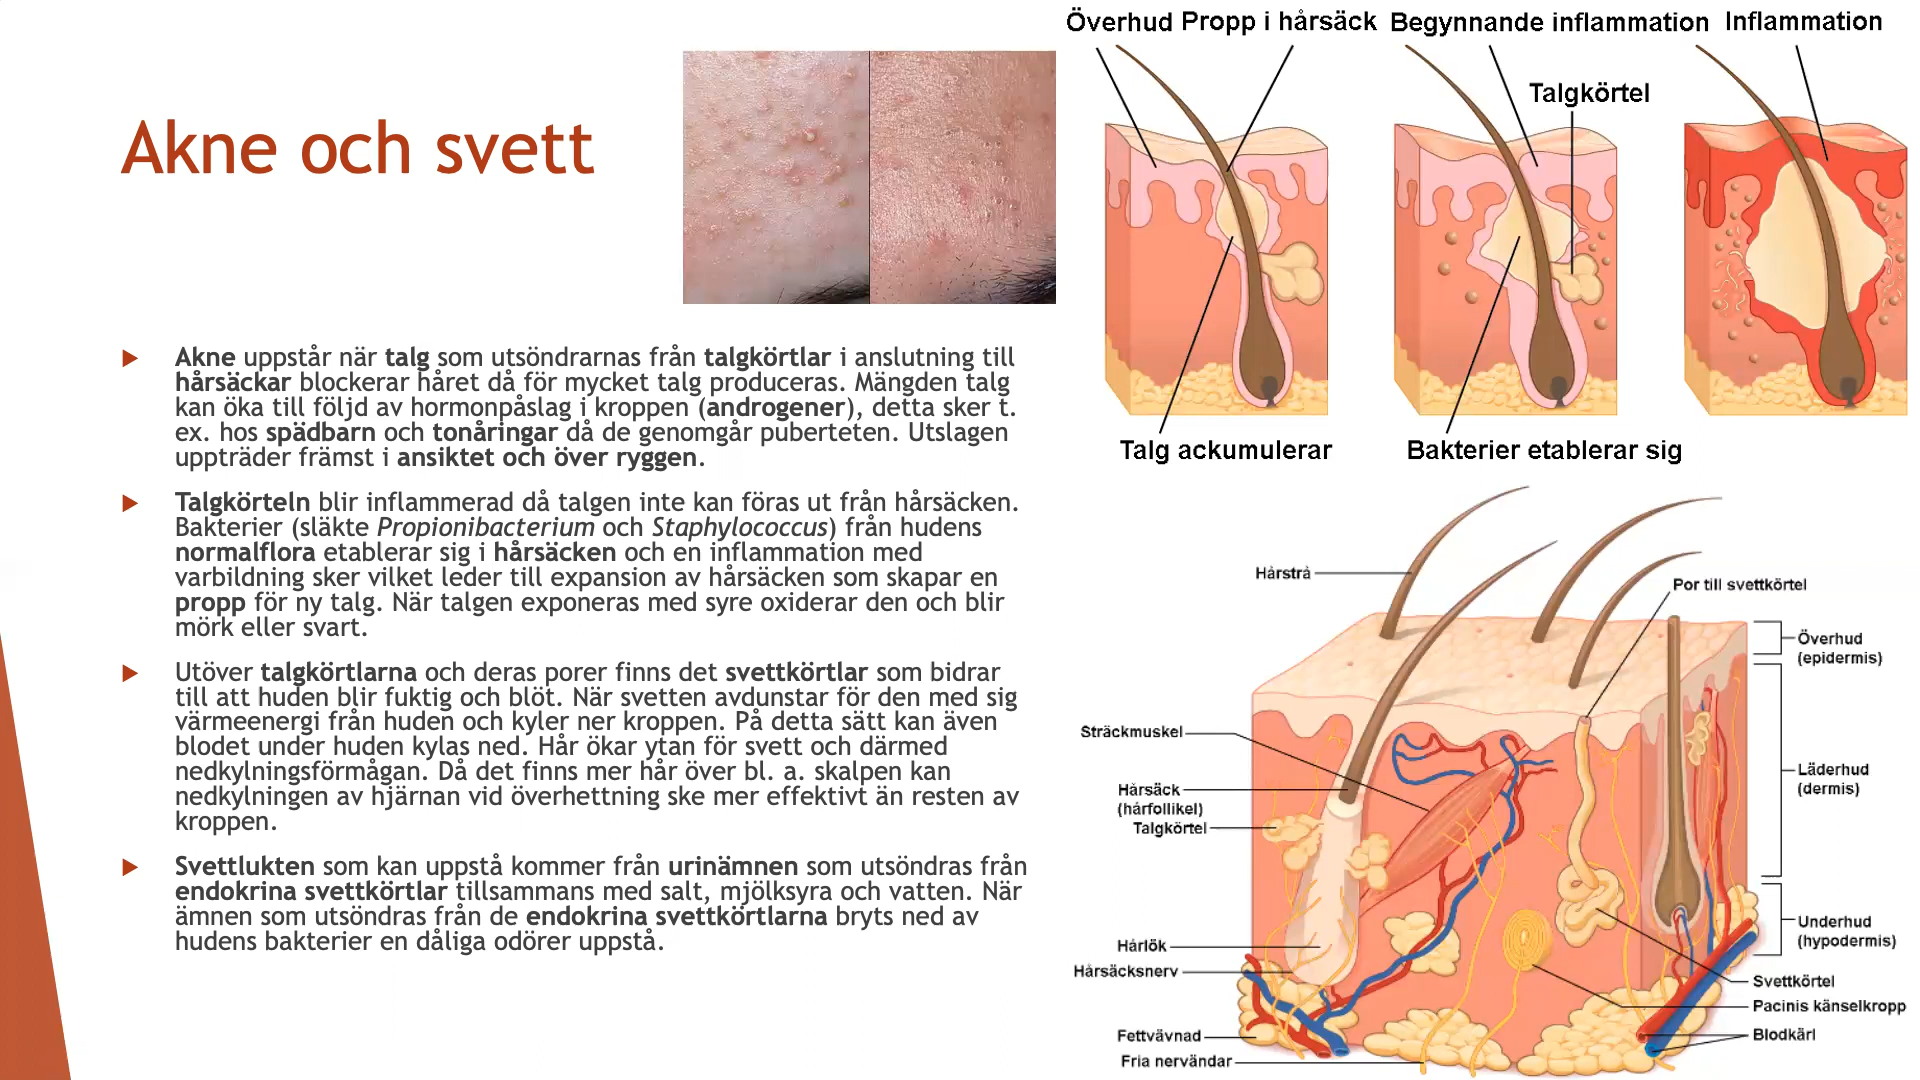 Akne och svett
Akne uppstår när talg som utsöndrarnas från talgkörtlar i anslutning till
hårsäckar blockerar håret då för mycket talg produceras. Mängden talg
kan öka till följd av hormonpåslag i kroppen (androgener), detta sker t.
ex. hos spädbarn och tonåringar då de genomgår puberteten. Utslagen
uppträder främst i ansiktet och över ryggen.
Talgkörteln blir inflammerad då talgen inte kan föras ut från hårsäcken.
Bakterier (släkte Propionibacterium och Staphylococcus) från hudens
normalflora etablerar sig i hårsäcken och en inflammation med
varbildning sker vilket leder till expansion av hårsäcken som skapar en
propp för ny talg. När talgen exponeras med syre oxiderar den och blir
mörk eller svart.
Utöver talgkörtlarna och deras porer finns det svettkörtlar som bidrar
till att huden blir fuktig och blöt. När svetten avdunstar för den med sig
värmeenergi från huden och kyler ner kroppen. På detta sätt kan även
blodet under huden kylas ned. Hår ökar ytan för svett och därmed
nedkylningsförmågan. Då det finns mer hår över bl. a. skalpen kan
nedkylningen av hjärnan vid överhettning ske mer effektivt än resten av
kroppen.
Svettlukten som kan uppstå kommer från urinämnen som utsöndras från
endokrina svettkörtlar tillsammans med salt, mjölksyra och vatten. När
ämnen som utsöndras från de endokrina svettkörtlarna bryts ned av
hudens bakterier en dåliga odörer uppstå.
Överhud Propp i hårsäck Begynnande inflammation Inflammation
Talgkörtel
Talg ackumulerar
Bakterier etablerar sig
Hårstrå
Por till svettkörtel
Överhud
(epidermis)
Sträckmuskel
Läderhud
(dermis)
Hårsäck
(hårfollikel)
Talgkörtel
Underhud
(hypodermis)
Hårlök
Hårsäcksnerv
Svettkörtel
Pacinis känselkropp
Blodkärl
Fettvävnad
Fria nervändar